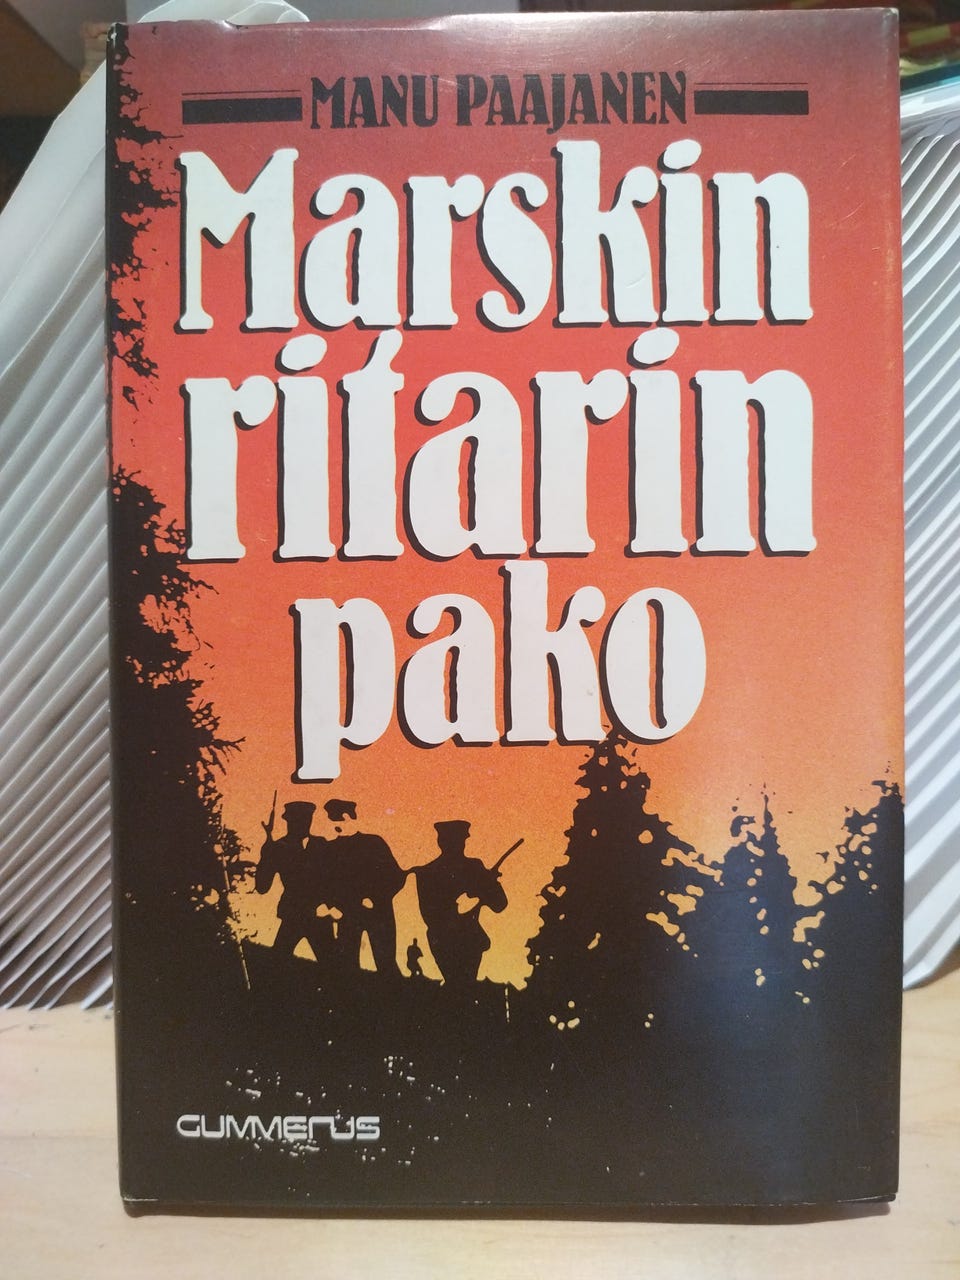 MANU PAAJANEN
Marskin
ritarin
pako
GUMMERUS